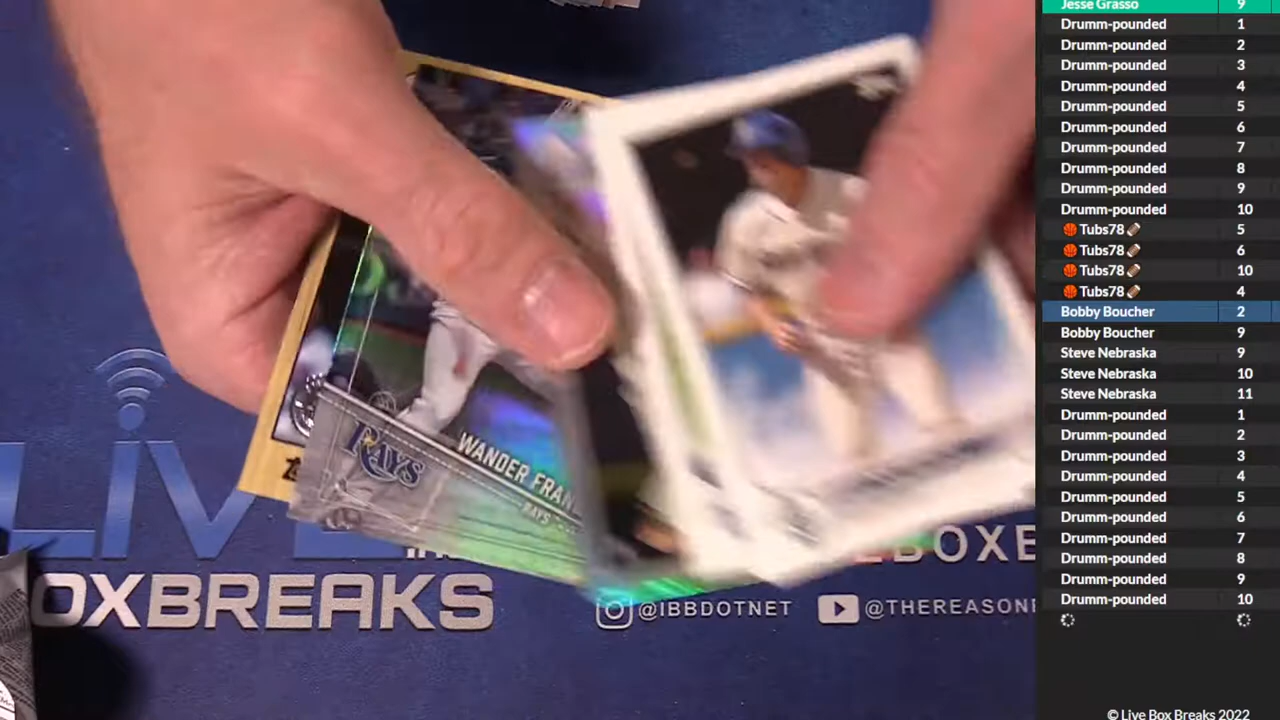 Jesse Grasso 9
Drumm-pounded 1
Drumm-pounded 2
Drumm-pounded 3
Drumm-pounded 4
Drumm-pounded 5
Drumm-pounded 6
Drumm-pounded 7
Drumm-pounded 8
Drumm-pounded 9
Drumm-pounded 10
🏀 Tubs78🏈 5
🏀 Tubs78🏈 6
🏀 Tubs78🏈 10
🏀 Tubs78🏈 4
Bobby Boucher 2
Bobby Boucher 9
Steve Nebraska 9
Steve Nebraska 10
Steve Nebraska 11
Drumm-pounded 1
Drumm-pounded 2
Drumm-pounded 3
Drumm-pounded 4
Drumm-pounded 5
Drumm-pounded 6
Drumm-pounded 7
Drumm-pounded 8
Drumm-pounded 9
Drumm-pounded 10
© Live Box Breaks 2022
RAYS
WANDER FRAN
RAYS
LIVE
OXBREAKS
EBOXE
@IBBDOTNET
@THEREASONE